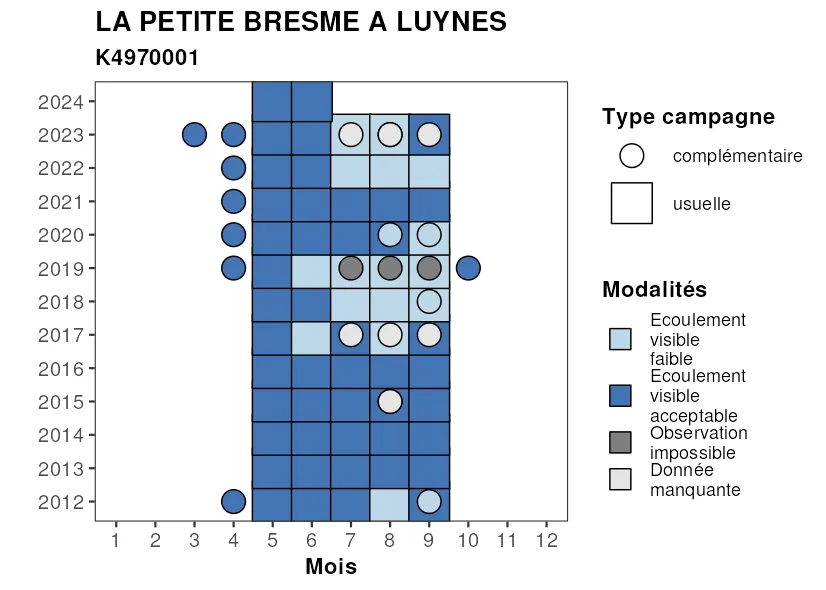 LA PETITE BRESME A LUYNES
K4970001
2024
2023
2022
2021
2020
2019
2018
2017
2016
2015
2014
2013
2012
1 2 3 4 5 6 7 8 9 10 11 12
Mois
Type campagne
complémentaire
usuelle
Modalités
Ecoulement
visible
faible
Ecoulement
visible
acceptable
Observation
impossible
Donnée
manquante